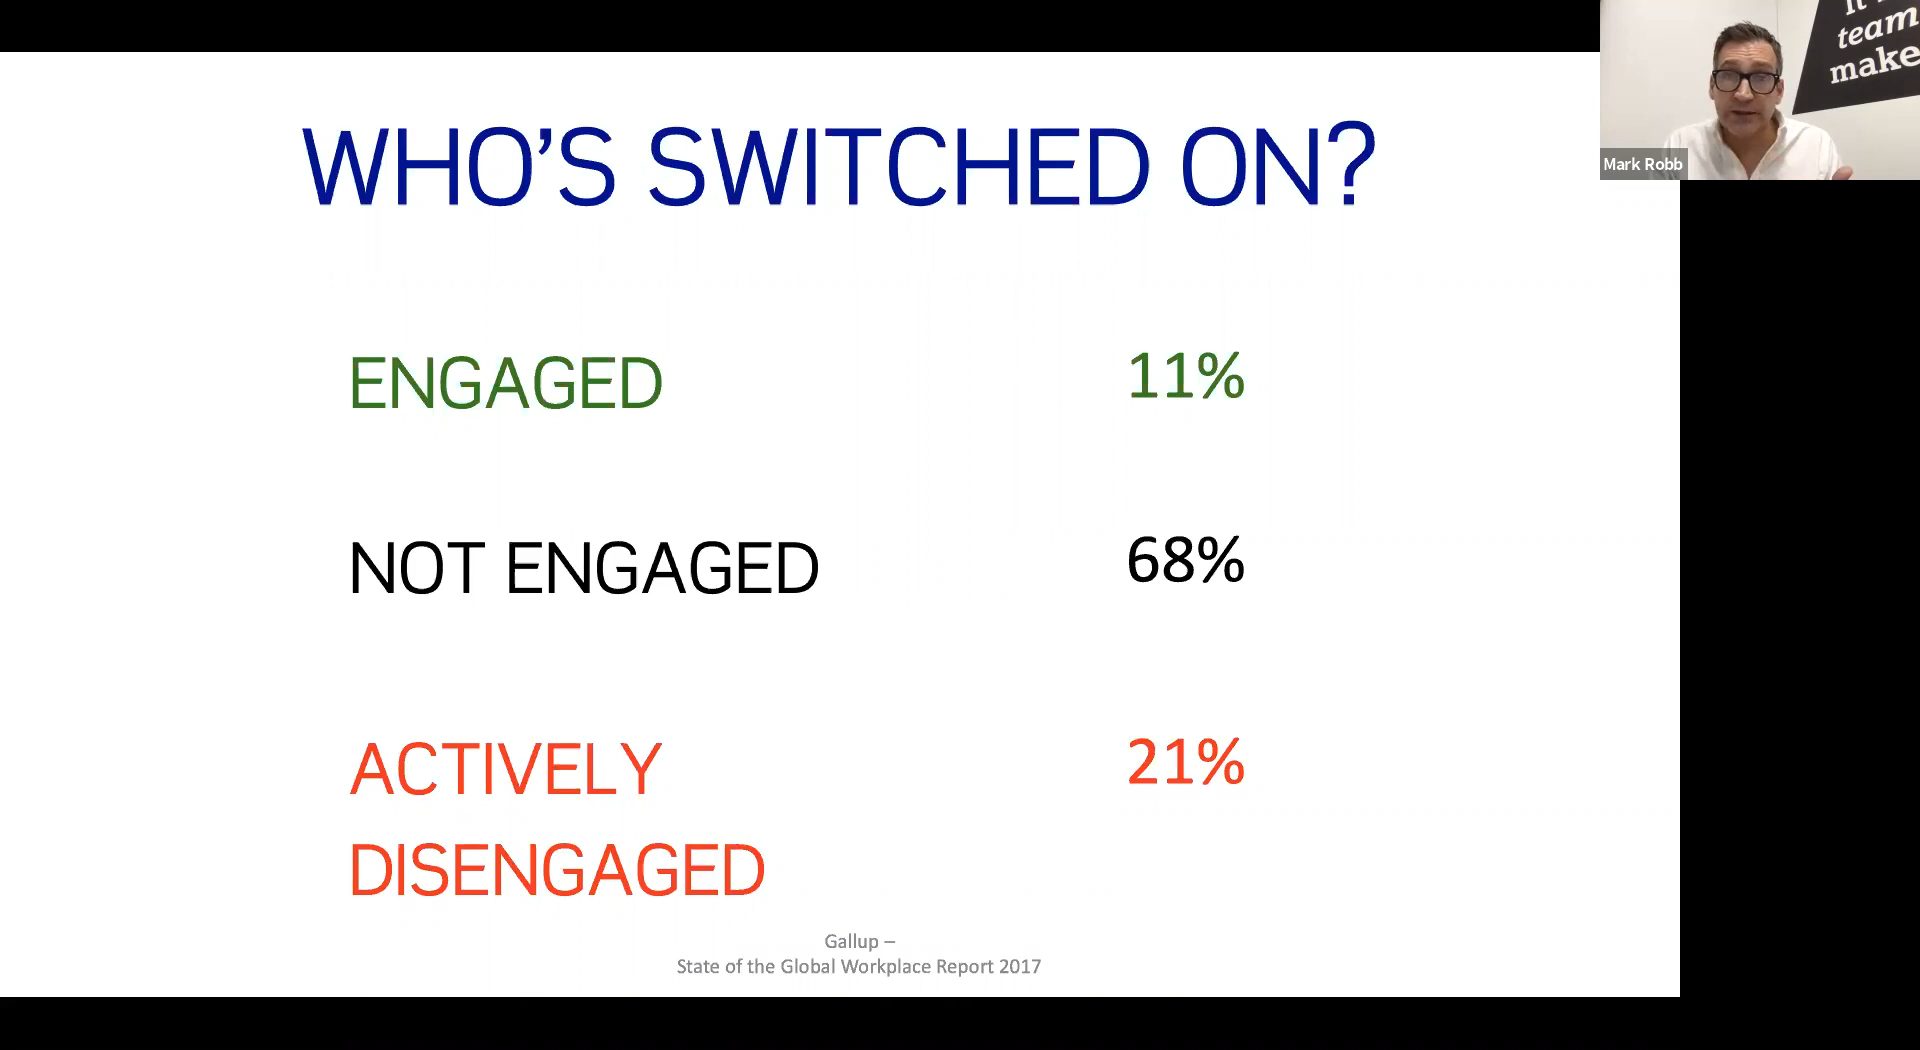 WHO’S SWITCHED ON?
team
make
Mark Robb
ENGAGED 11%
NOT ENGAGED 68%
ACTIVELY 21%
DISENGAGED
Gallup –
State of the Global Workplace Report 2017